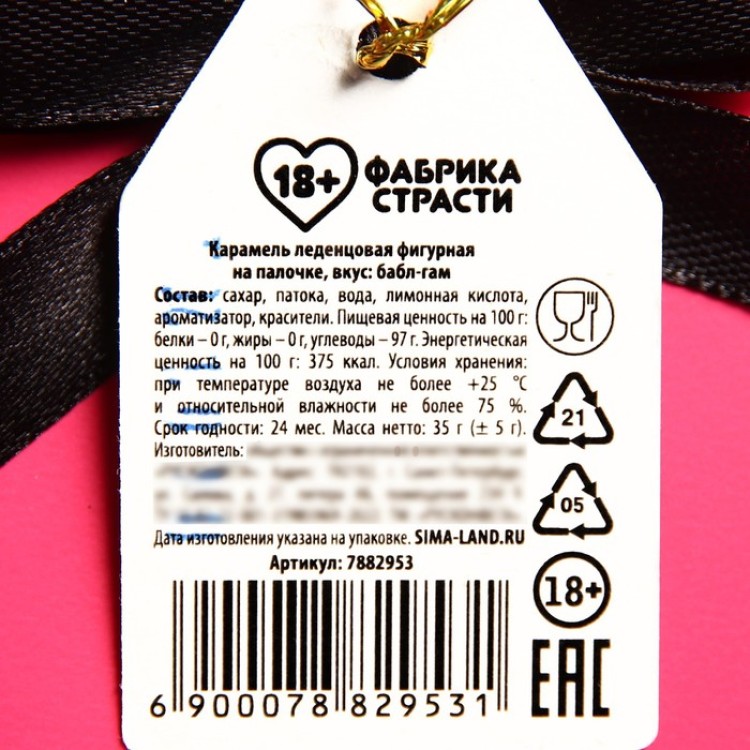 18+ ФАБРИКА
СТРАСТИ
Карамель леденцовая фигурная
на палочке, вкус: бабл-гам
Состав: сахар, патока, вода, лимонная кислота,
ароматизатор, красители. Пищевая ценность на 100 г:
белки – 0 г, жиры – 0 г, углеводы – 97 г. Энергетическая
ценность на 100 г: 375 ккал. Условия хранения:
при температуре воздуха не более +25 °С
и относительной влажности не более 75 %.
Срок годности: 24 мес. Масса нетто: 35 г (± 5 г).
Изготовитель:
Дата изготовления указана на упаковке. SIMA-LAND.RU
Артикул: 7882953
6 900078 829531
21
05
18+
EAC